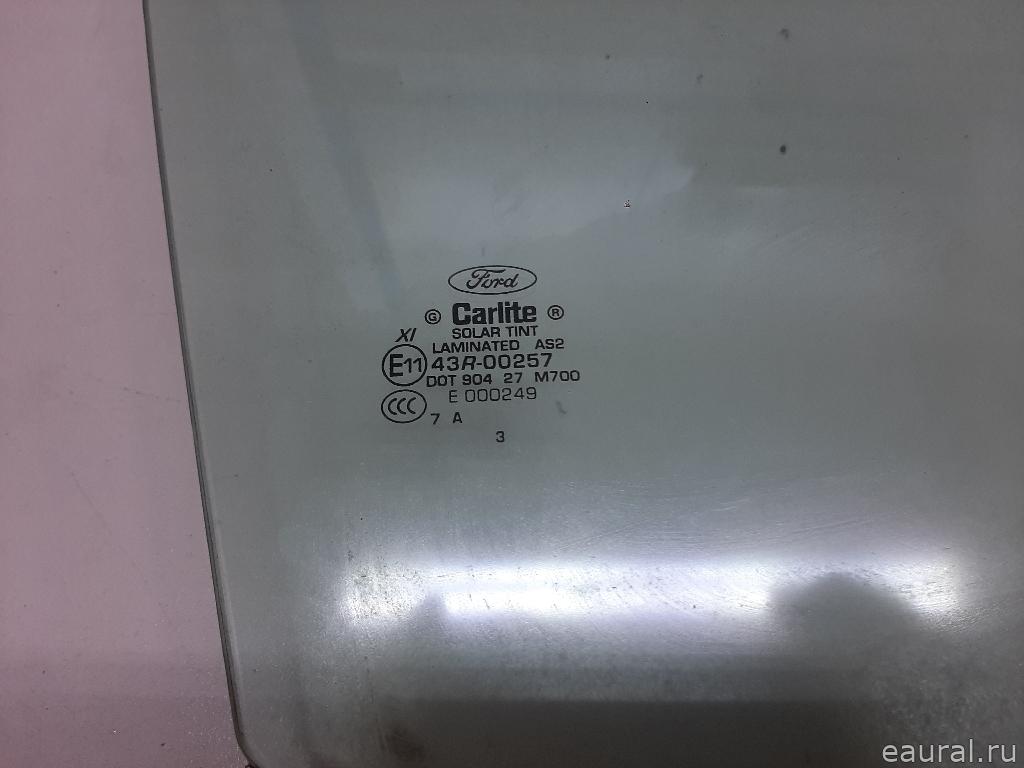 Ford
G Carlite ®
SOLAR TINT
XI
LAMINATED AS2
E11 43R-00257
DOT 904 27 M700
E 000249
CCC
7 A
3
eaural.ru